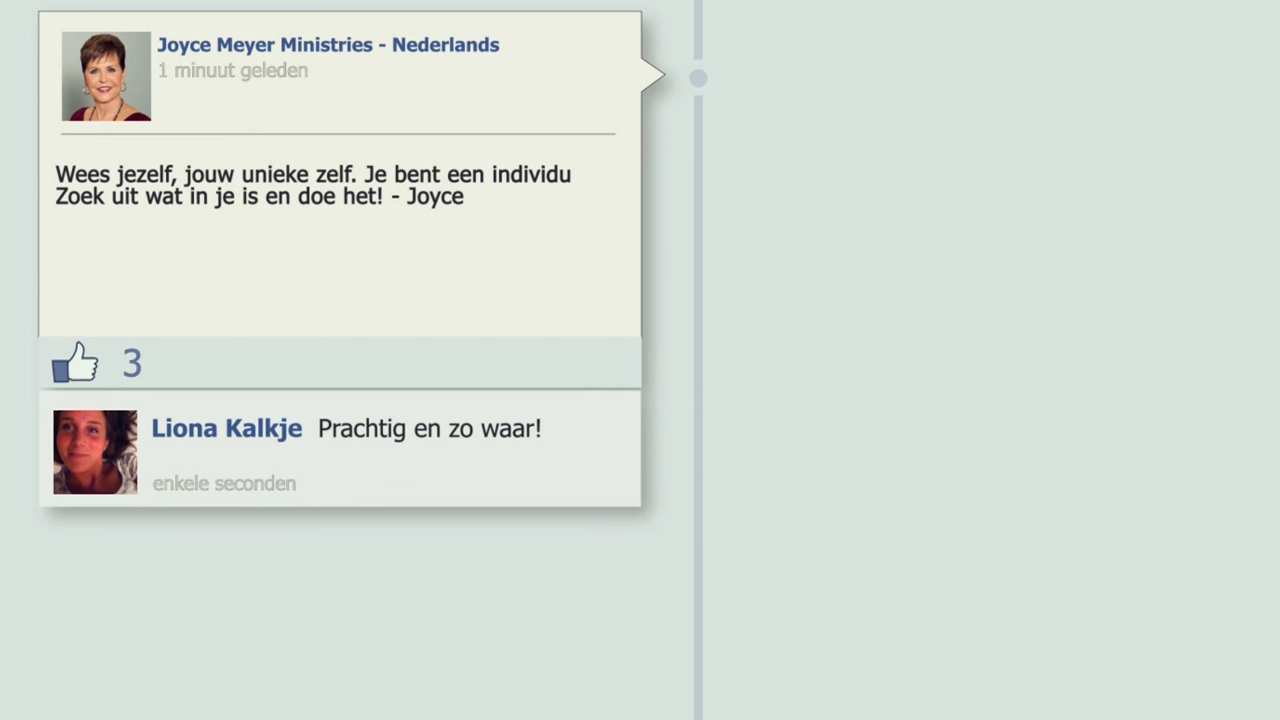 Joyce Meyer Ministries - Nederlands
1 minuut geleden
Wees jezelf, jouw unieke zelf. Je bent een individu
Zoek uit wat in je is en doe het! - Joyce
3
Liona Kalkje Prachtig en zo waar!
enkele seconden